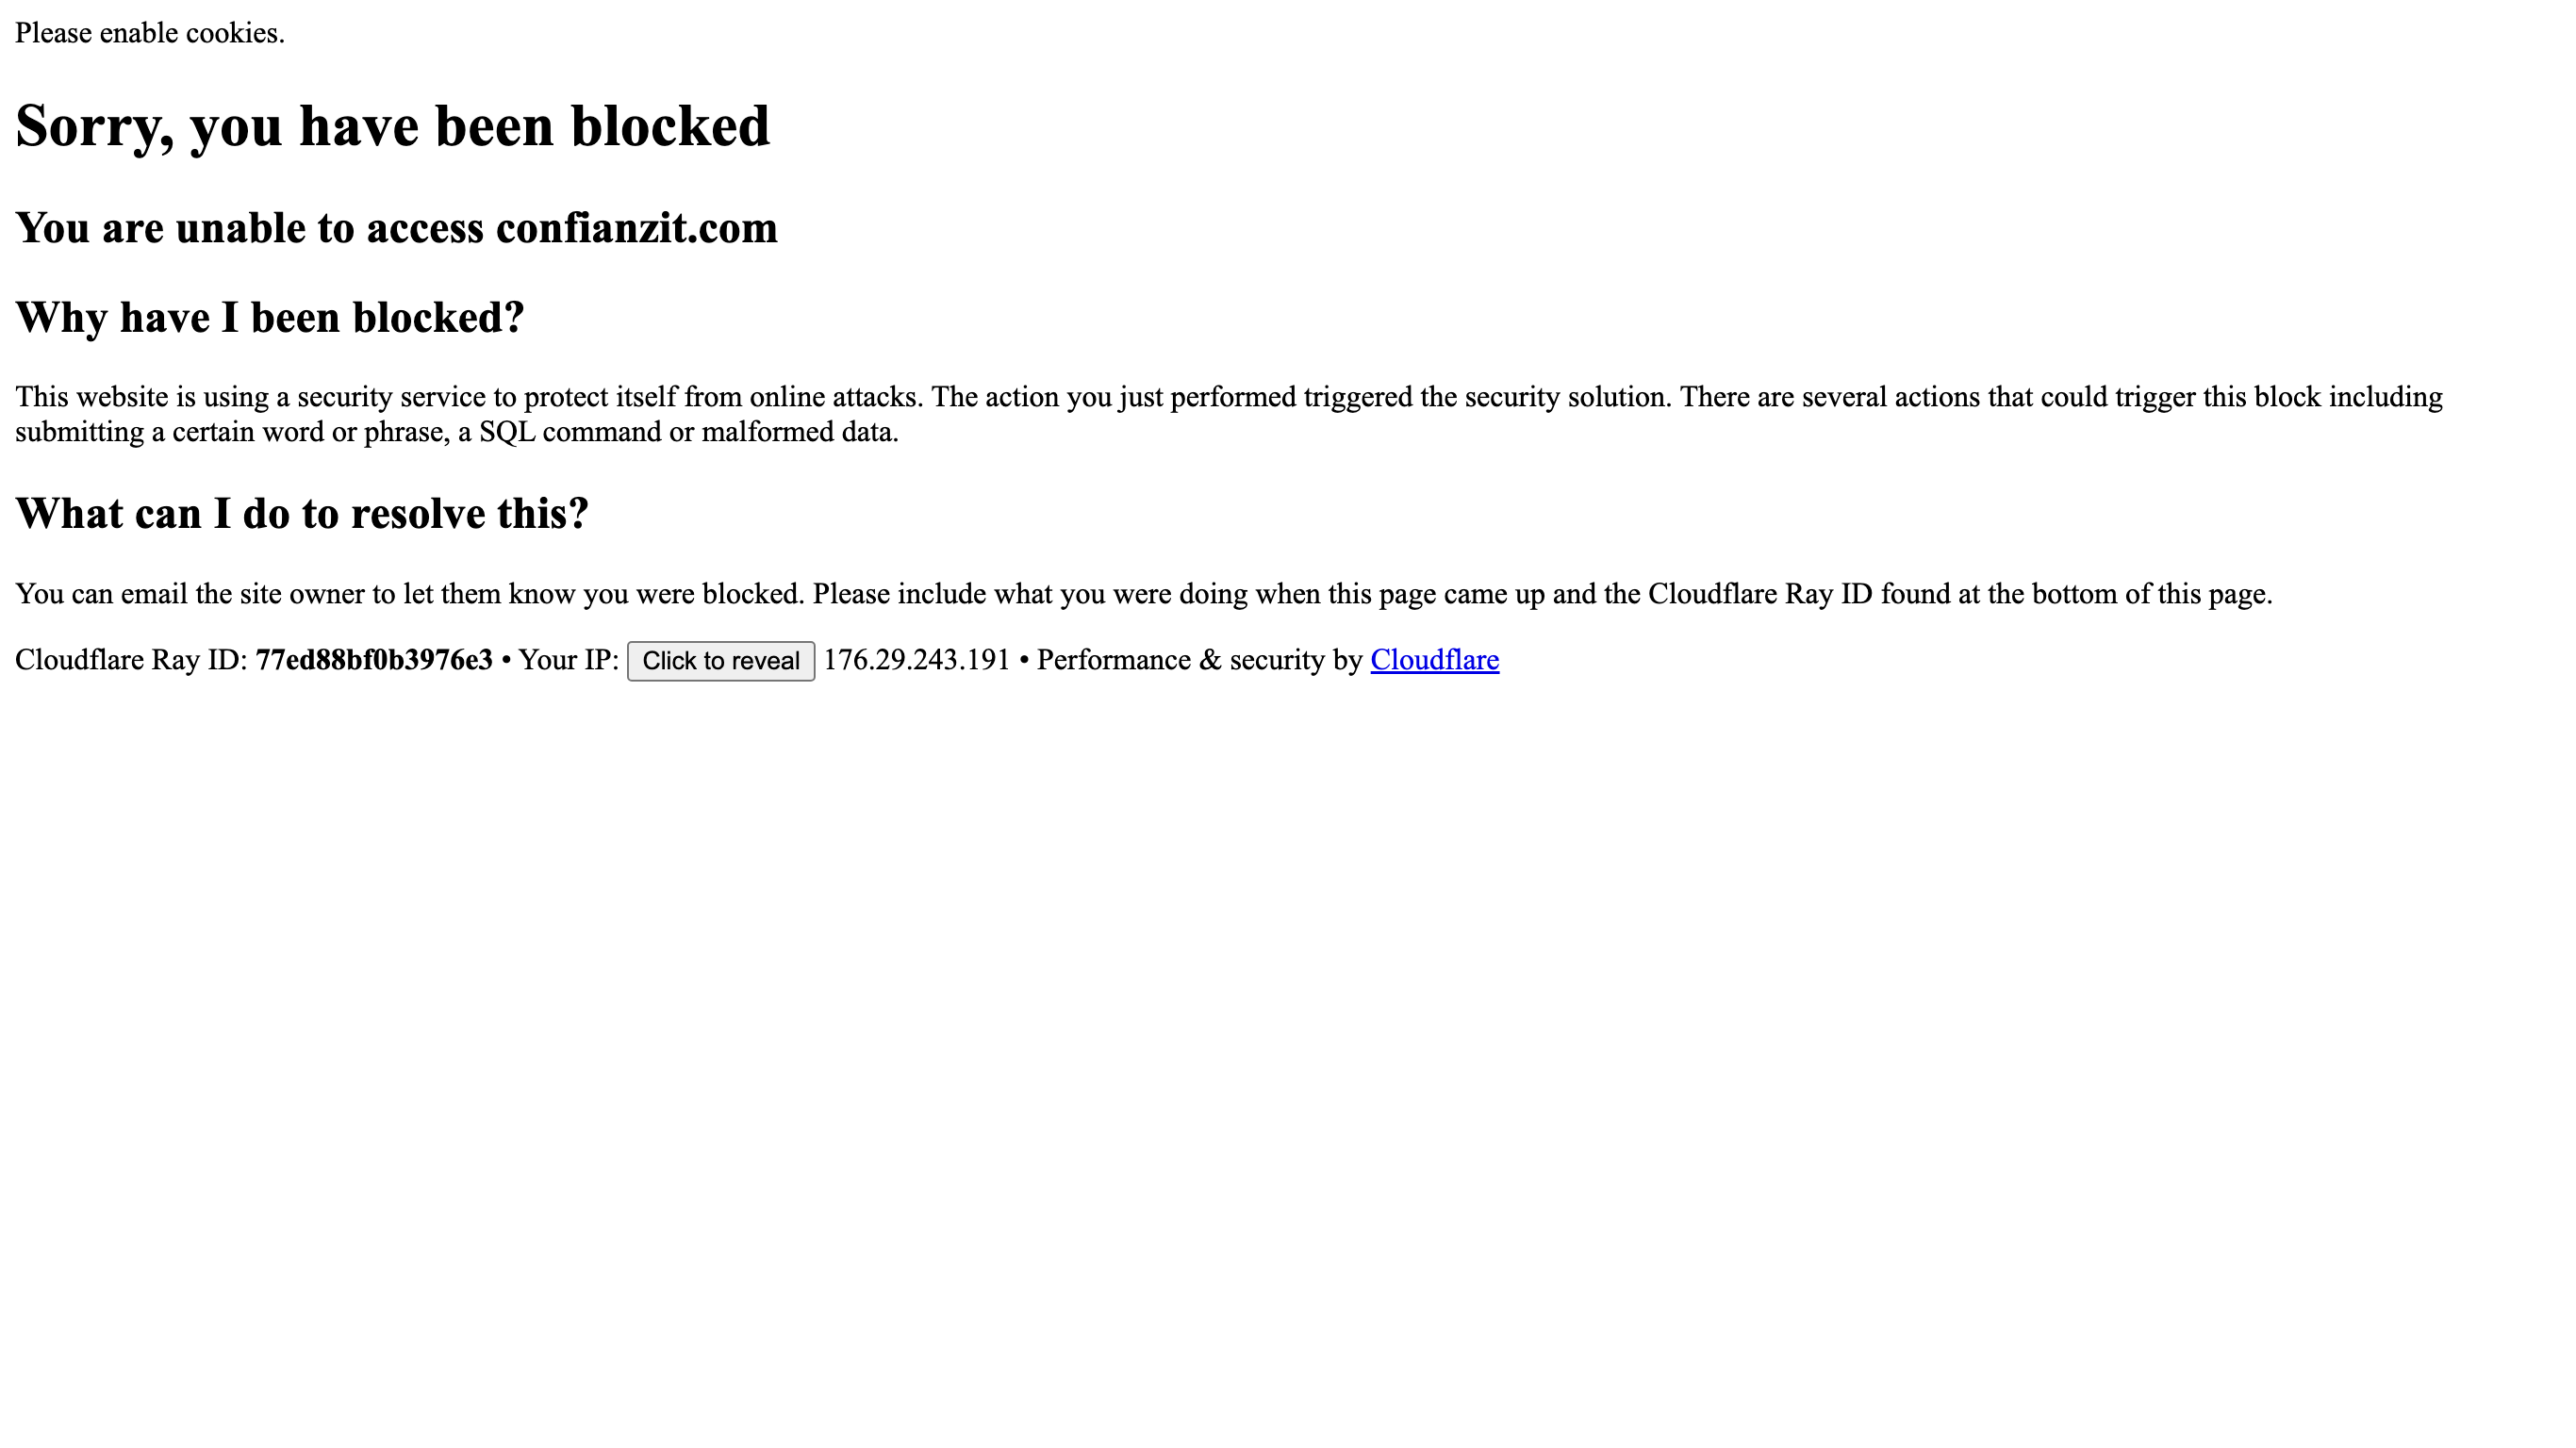 Please enable cookies.
Sorry, you have been blocked
You are unable to access confianzit.com
Why have I been blocked?
This website is using a security service to protect itself from online attacks. The action you just performed triggered the security solution. There are several actions that could trigger this block including
submitting a certain word or phrase, a SQL command or malformed data.
What can I do to resolve this?
You can email the site owner to let them know you were blocked. Please include what you were doing when this page came up and the Cloudflare Ray ID found at the bottom of this page.
Cloudflare Ray ID: 77ed88bf0b3976e3 • Your IP: Click to reveal 176.29.243.191 • Performance & security by Cloudflare